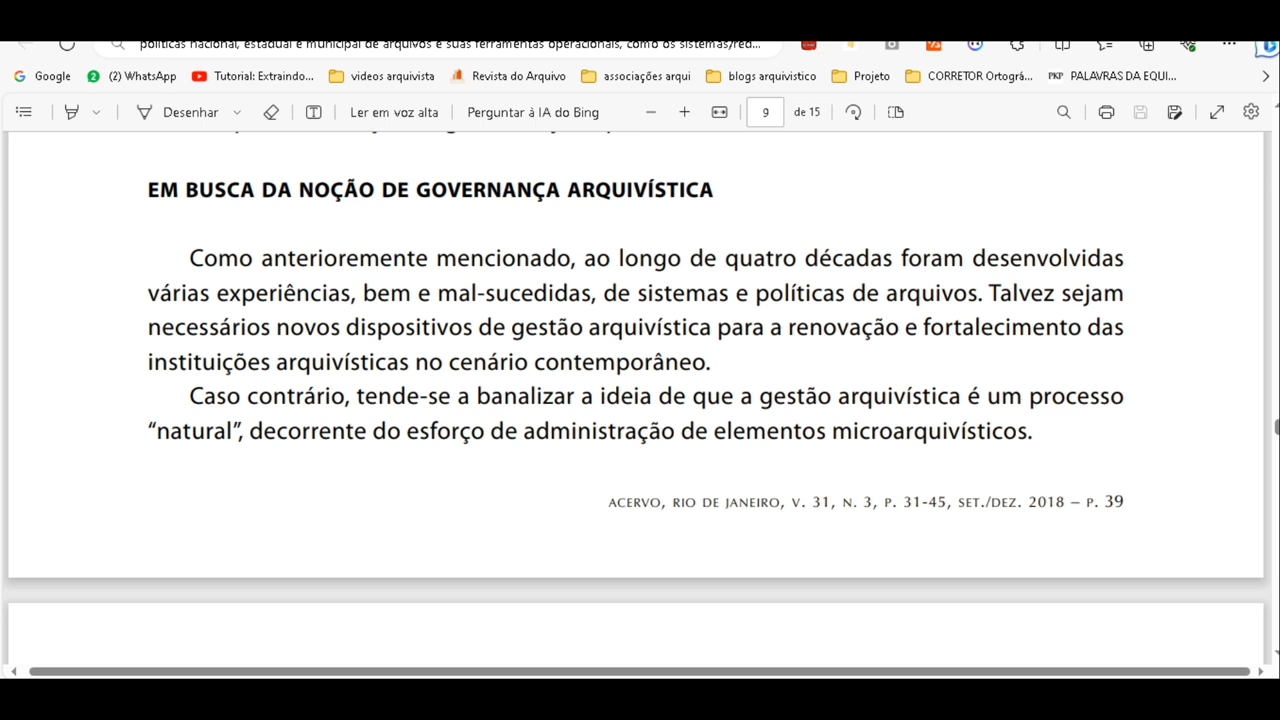 políticas nacional, estadual e municipal de arquivos e suas ferramentas operacionais, como os sistemas/red...
Google (2) WhatsApp Tutorial: Extraindo... videos arquivista Revista do Arquivo associações arqui blogs arquivistico Projeto CORRETOR Ortográ... PKP PALAVRAS DA EQUI...
Desenhar Ler em voz alta Perguntar à IA do Bing 9 de 15
EM BUSCA DA NOÇÃO DE GOVERNANÇA ARQUIVÍSTICA
Como anterioremente mencionado, ao longo de quatro décadas foram desenvolvidas
várias experiências, bem e mal-sucedidas, de sistemas e políticas de arquivos. Talvez sejam
necessários novos dispositivos de gestão arquivística para a renovação e fortalecimento das
instituições arquivísticas no cenário contemporâneo.
Caso contrário, tende-se a banalizar a ideia de que a gestão arquivística é um processo
“natural”, decorrente do esforço de administração de elementos microarquivísticos.
ACERVO, RIO DE JANEIRO, V. 31, N. 3, P. 31-45, SET./DEZ. 2018 – P. 39